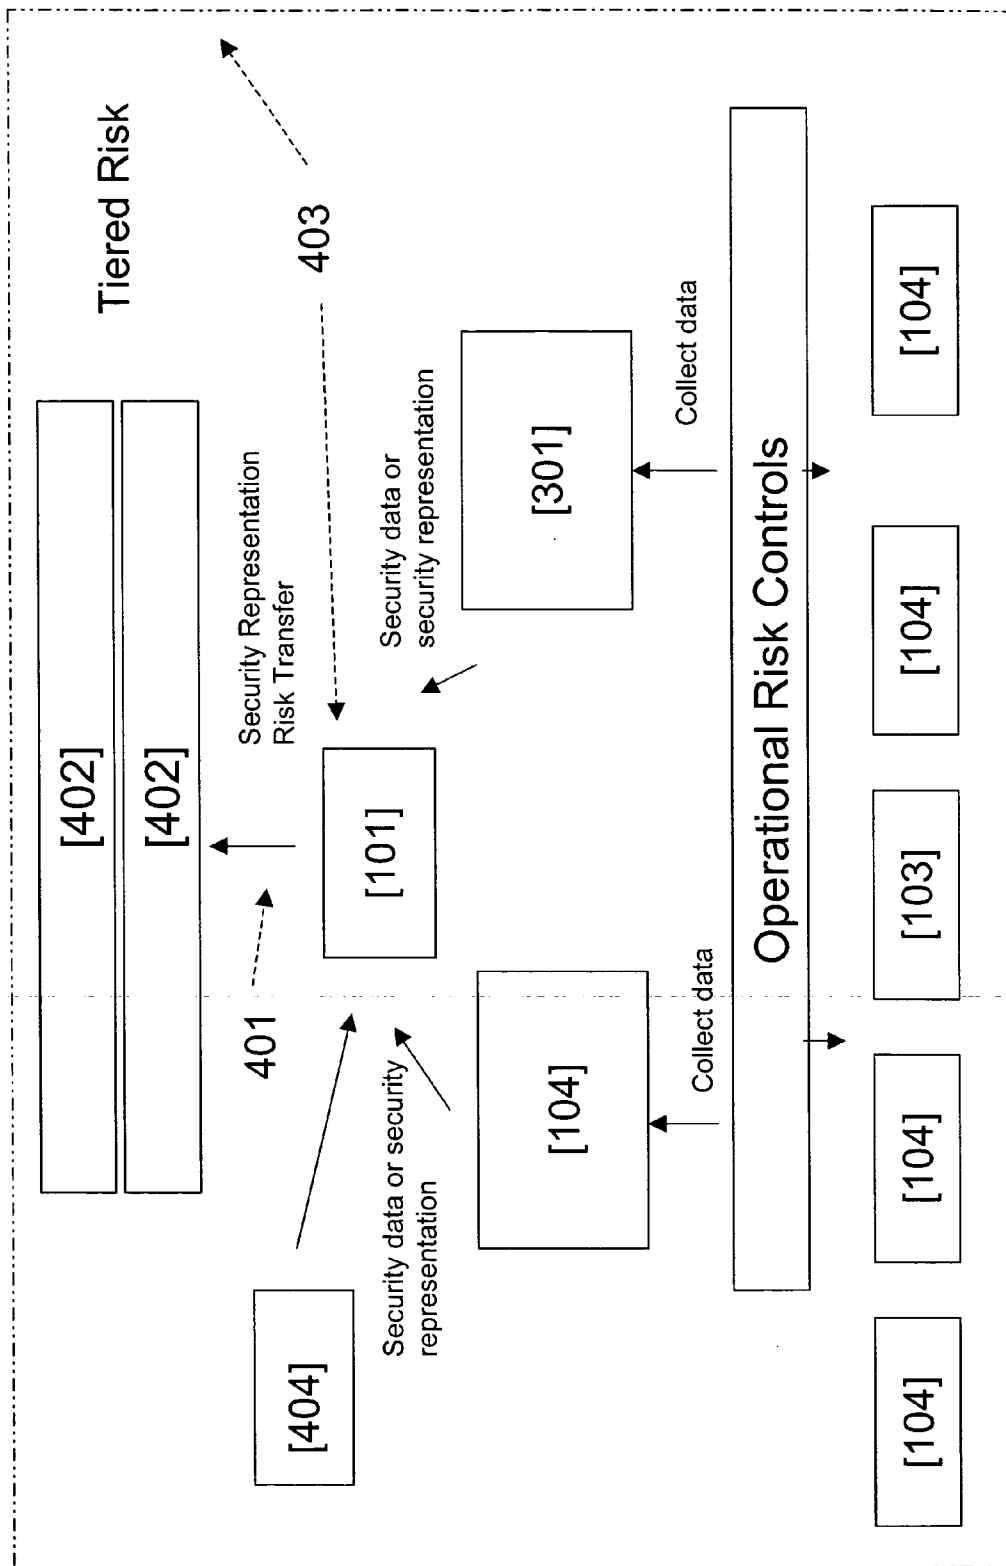 Tiered Risk
[402]
[402]
403
Security Representation
Risk Transfer
401
[101]
[404]
Security data or security
representation
Security data or
security representation
[104]
[301]
Collect data
Collect data
Operational Risk Controls
[104]
[104]
[103]
[104]
[104]